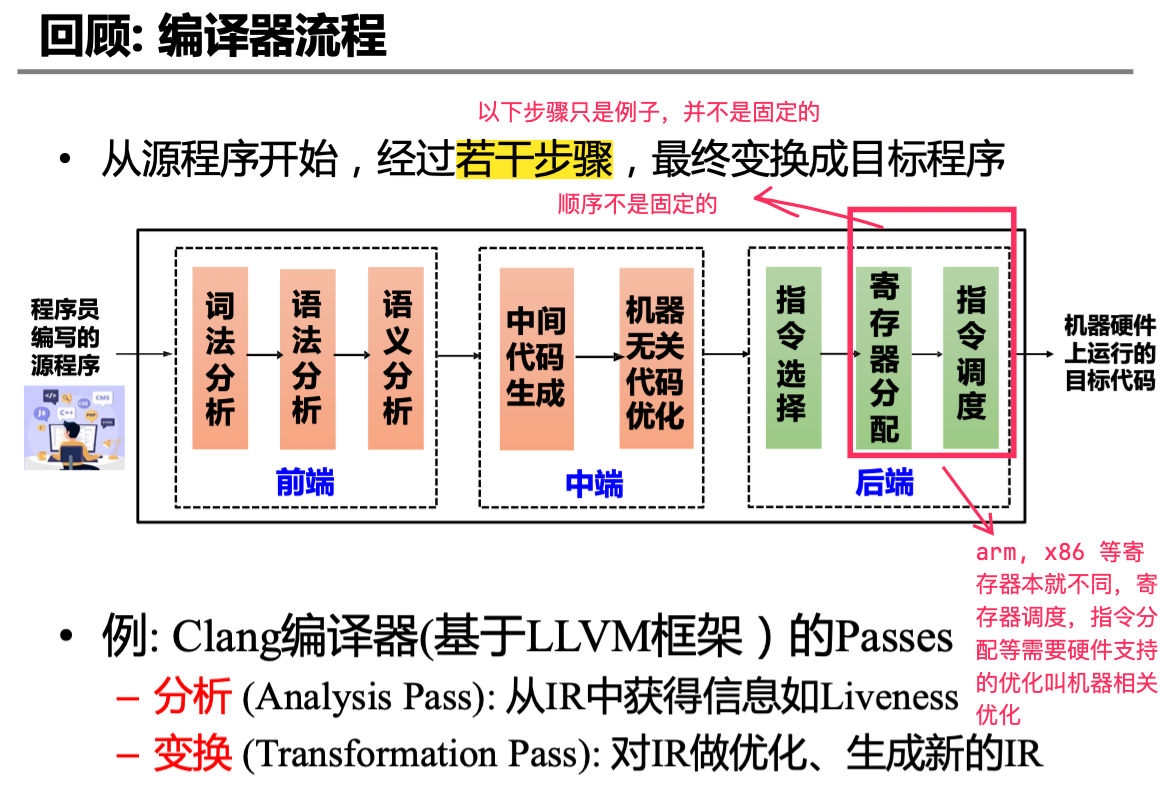 回顾: 编译器流程
以下步骤只是例子，并不是固定的
• 从源程序开始，经过若干步骤，最终变换成目标程序
顺序不是固定的
程序员
编写的
源程序
词法分析
语法分析
语义分析
前端
中间
代码
生成
机器
无关
代码
优化
中端
指令选择
寄存器分配
指令调度
后端
机器硬件
上运行的
目标代码
arm, x86 等寄
存器本就不同，寄
存器调度，指令分
配等需要硬件支持
的优化叫机器相关
优化
• 例: Clang编译器(基于LLVM框架）的Passes
– 分析 (Analysis Pass): 从IR中获得信息如Liveness
– 变换 (Transformation Pass): 对IR做优化、生成新的IR